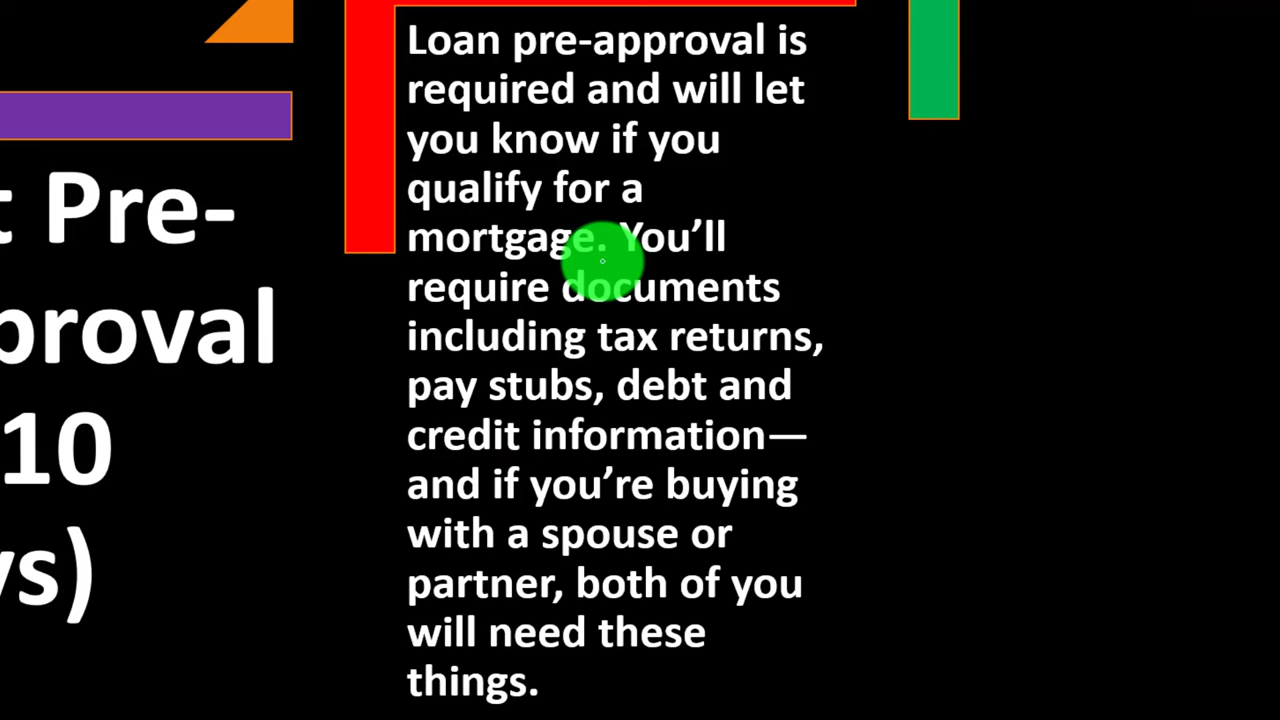 t Pre-
proval
10
ys)
Loan pre-approval is
required and will let
you know if you
qualify for a
mortgage. You’ll
require documents
including tax returns,
pay stubs, debt and
credit information—
and if you’re buying
with a spouse or
partner, both of you
will need these
things.